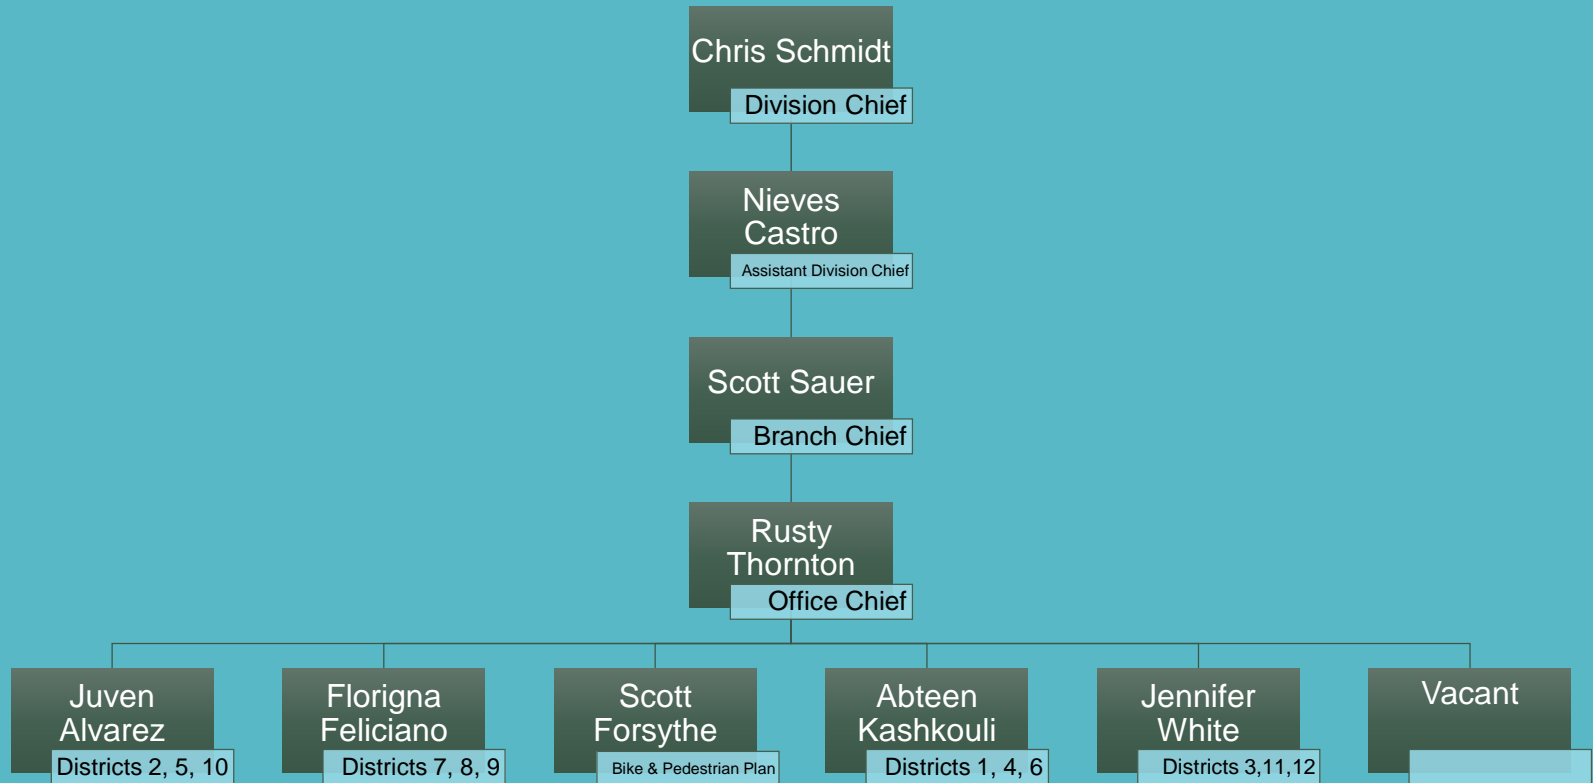 Chris Schmidt
Division Chief
Nieves
Castro
Assistant Division Chief
Scott Sauer
Branch Chief
Rusty
Thornton
Office Chief
Juven
Alvarez
Districts 2, 5, 10
Florigna
Feliciano
Districts 7, 8, 9
Scott
Forsythe
Bike & Pedestrian Plan
Abteen
Kashkouli
Districts 1, 4, 6
Jennifer
White
Districts 3,11,12
Vacant